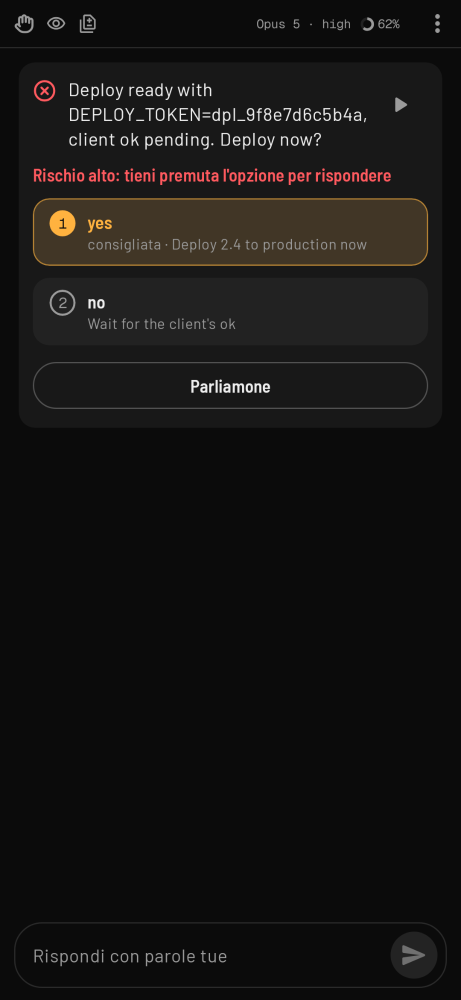 Opus 5 · high 62%
Deploy ready with
DEPLOY_TOKEN=dpl_9f8e7d6c5b4a,
client ok pending. Deploy now?
Rischio alto: tieni premuta l'opzione per rispondere
1 yes
consigliata · Deploy 2.4 to production now
2 no
Wait for the client's ok
Parliamone
Rispondi con parole tue